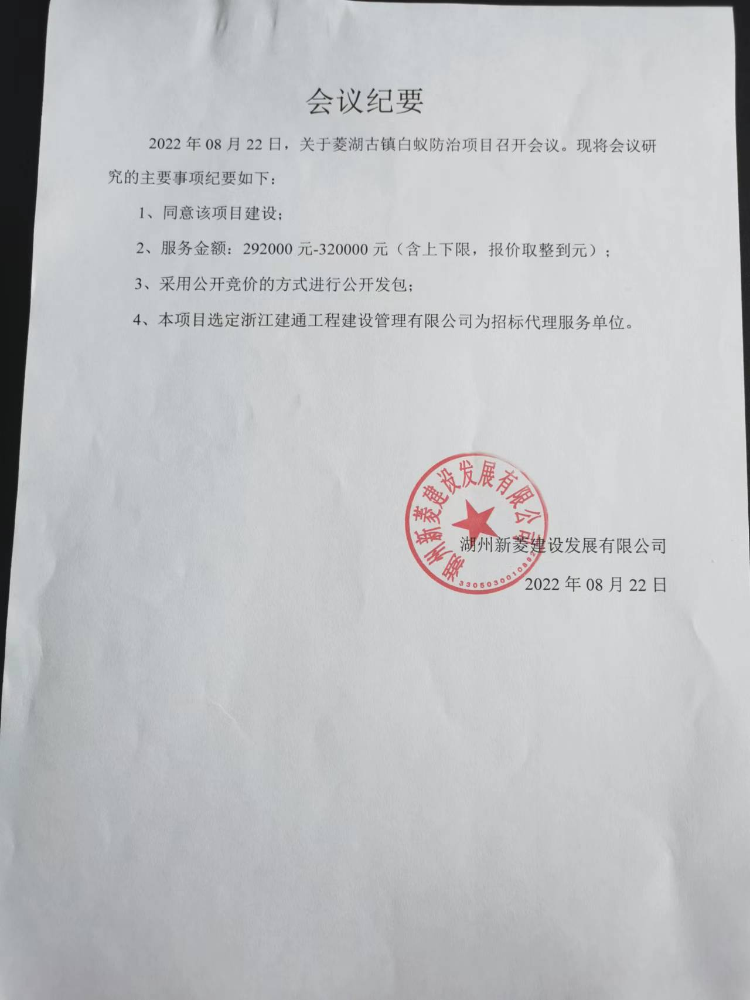 会议纪要
2022 年 08 月 22 日，关于菱湖古镇白蚁防治项目召开会议。现将会议研
究的主要事项纪要如下：
1、同意该项目建设；
2、服务金额：292000 元-320000 元（含上下限，报价取整到元）；
3、采用公开竞价的方式进行公开发包；
4、本项目选定浙江建通工程建设管理有限公司为招标代理服务单位。
湖州新菱建设发展有限公司
3305030010892
湖州新菱建设发展有限公司
2022 年 08 月 22 日